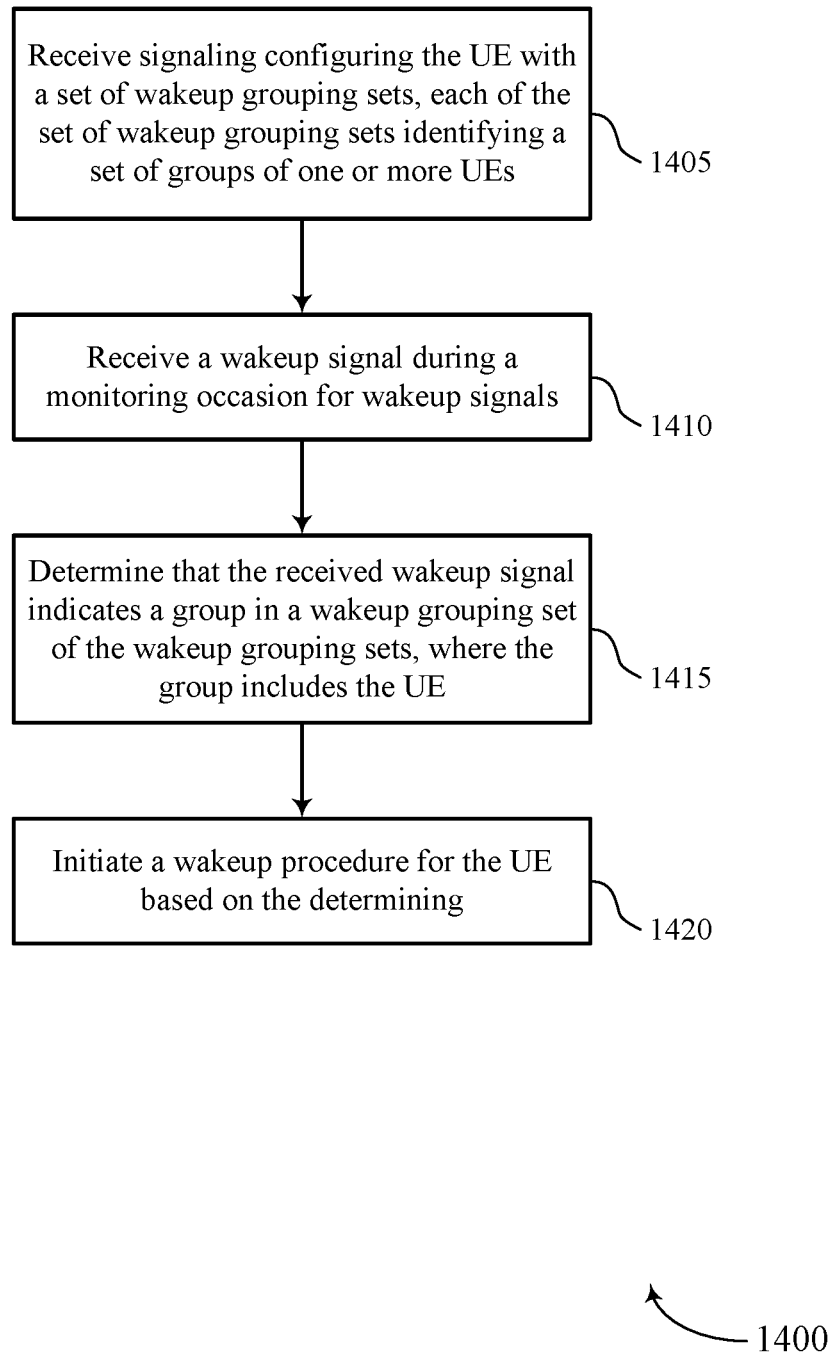 Receive signaling configuring the UE with
a set of wakeup grouping sets, each of the
set of wakeup grouping sets identifying a
set of groups of one or more UEs
1405
Receive a wakeup signal during a
monitoring occasion for wakeup signals
1410
Determine that the received wakeup signal
indicates a group in a wakeup grouping set
of the wakeup grouping sets, where the
group includes the UE
1415
Initiate a wakeup procedure for the UE
based on the determining
1420
1400